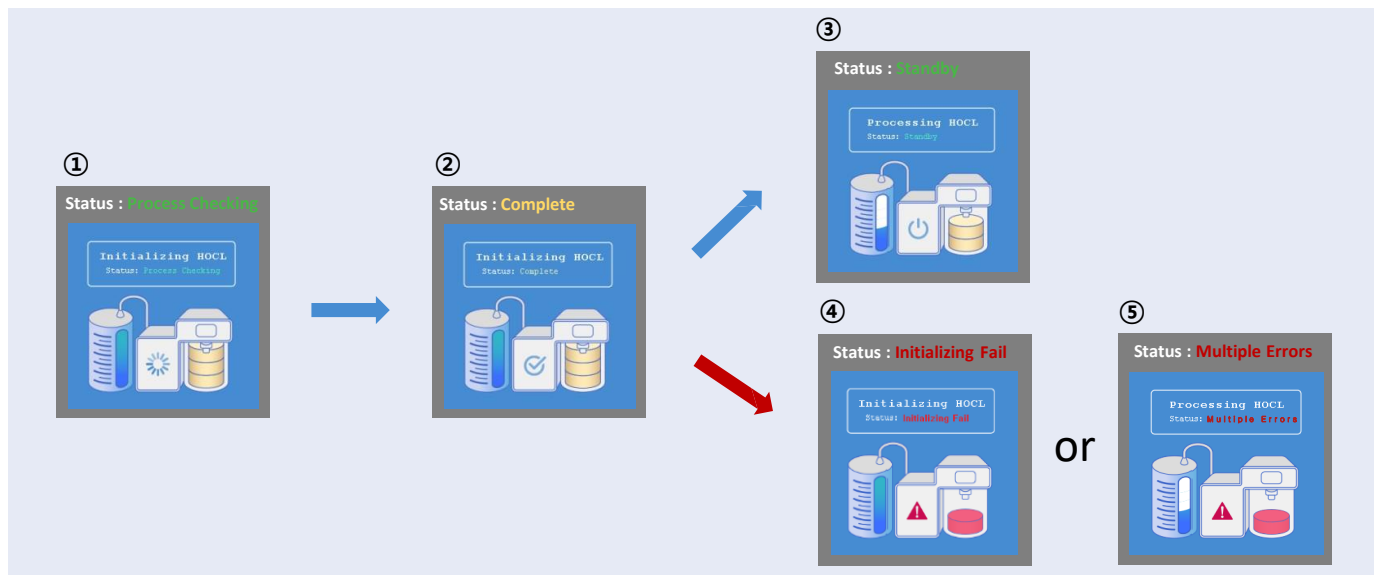 ①
Status : Process Checking
Initializing HOCL
Status: Process Checking
②
Status : Complete
Initializing HOCL
Status: Complete
③
Status : Standby
Processing HOCL
Status: Standby
④
Status : Initializing Fail
Initializing HOCL
Status: Initializing Fail
or
⑤
Status : Multiple Errors
Processing HOCL
Status: Multiple Errors